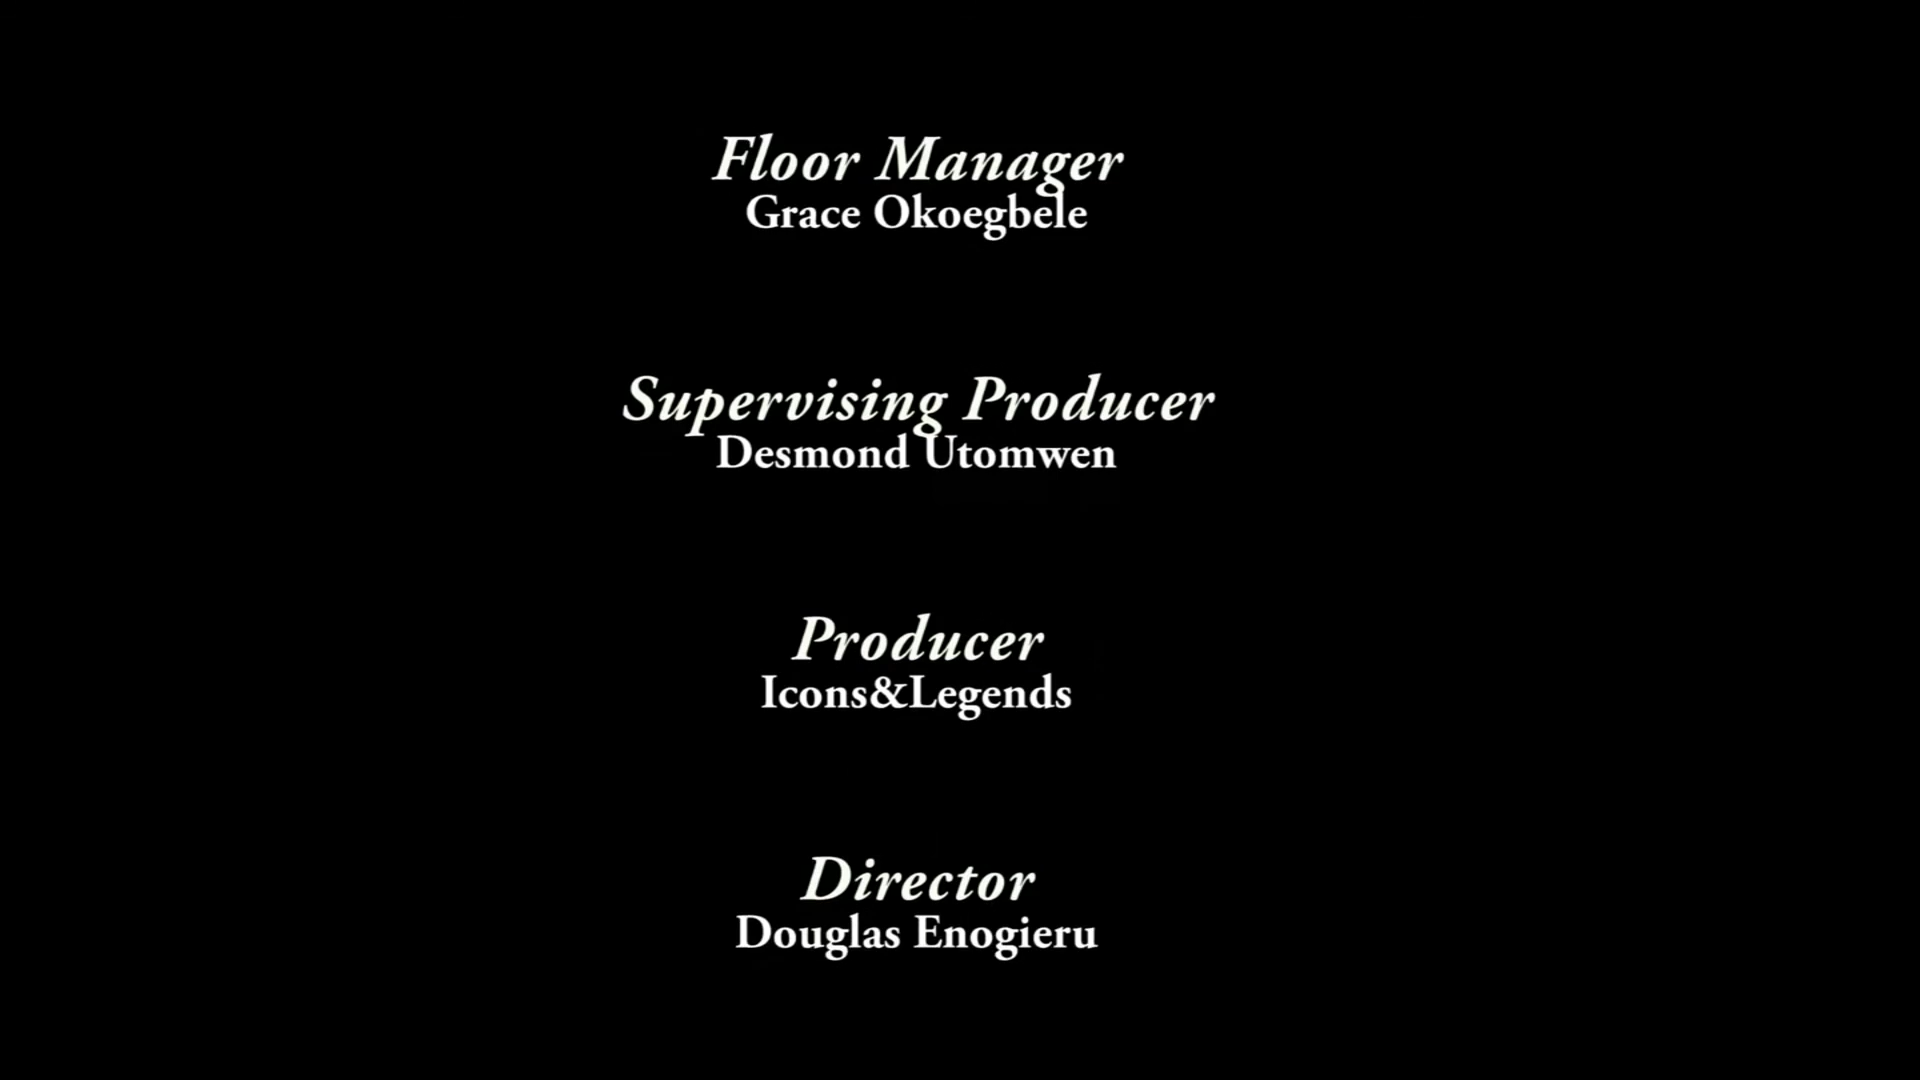 Floor Manager
Grace Okoegbele
Supervising Producer
Desmond Utomwen
Producer
Icons&Legends
Director
Douglas Enogieru